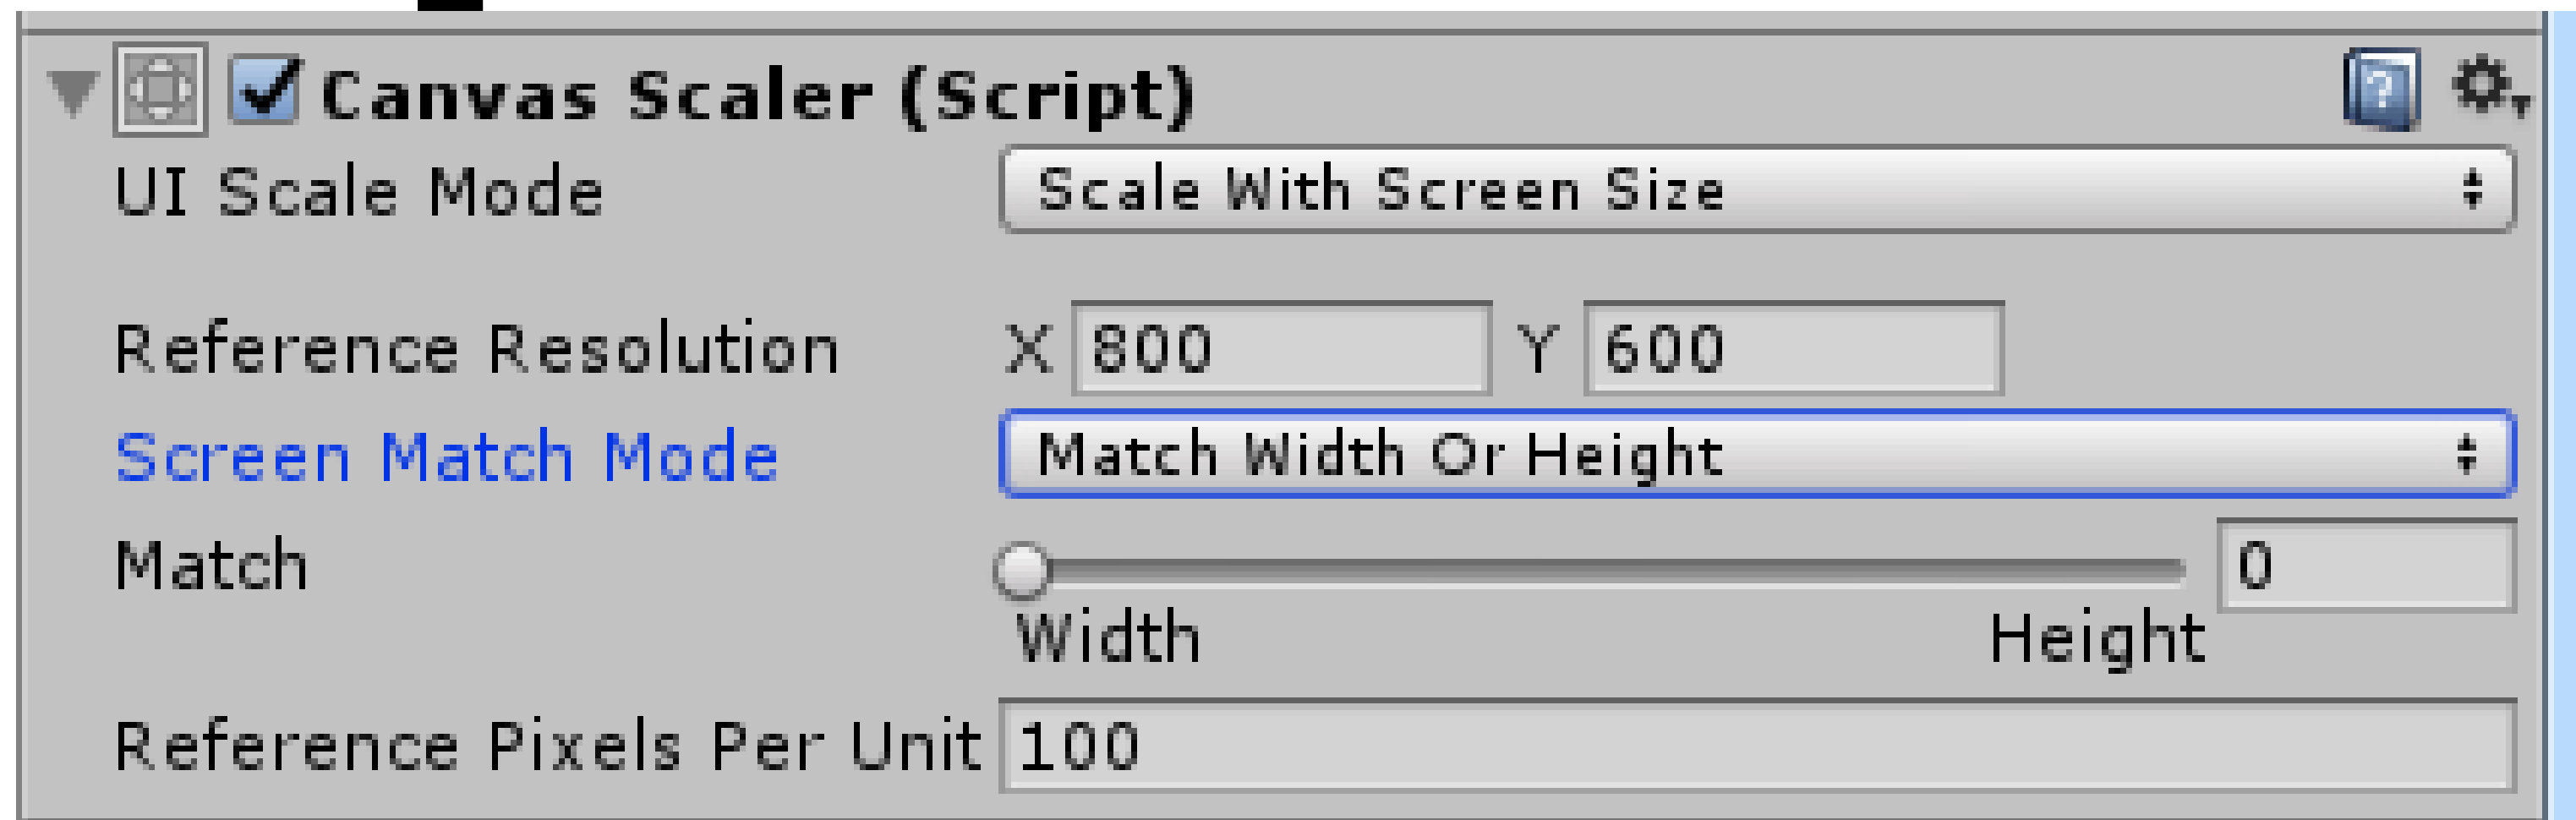 Canvas Scaler (Script) ?
UI Scale Mode Scale With Screen Size
Reference Resolution X 800 Y 600
Screen Match Mode Match Width Or Height
Match 0
Width Height
Reference Pixels Per Unit 100